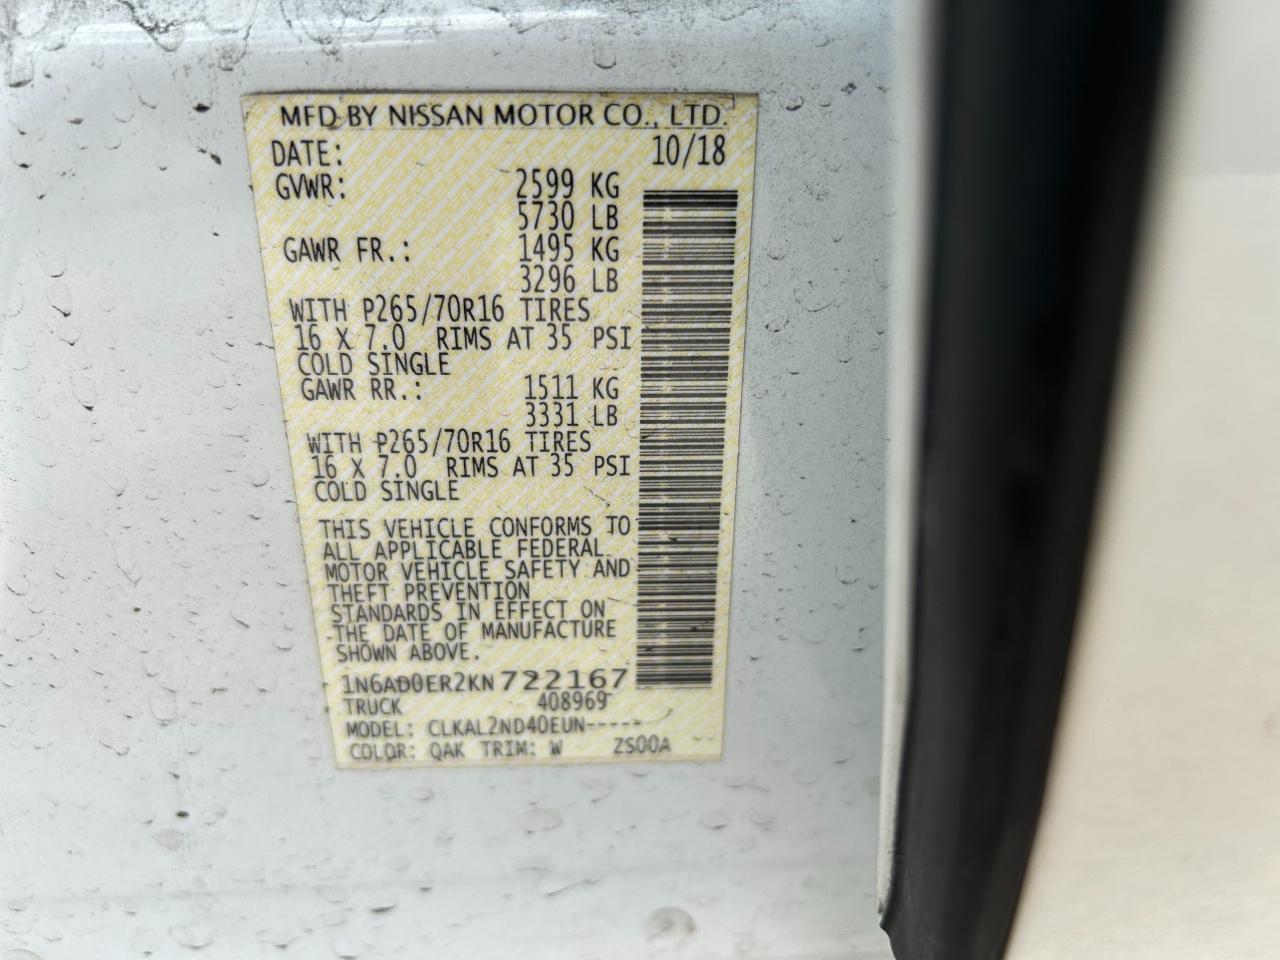 MFD BY NISSAN MOTOR CO., LTD.
DATE: 10/18
GVWR: 2599 KG
5730 LB
GAWR FR.: 1495 KG
3296 LB
WITH P265/70R16 TIRES
16 X 7.0 RIMS AT 35 PSI
COLD SINGLE
GAWR RR.: 1511 KG
3331 LB
WITH P265/70R16 TIRES
16 X 7.0 RIMS AT 35 PSI
COLD SINGLE
THIS VEHICLE CONFORMS TO
ALL APPLICABLE FEDERAL
MOTOR VEHICLE SAFETY AND
THEFT PREVENTION
STANDARDS IN EFFECT ON
THE DATE OF MANUFACTURE
SHOWN ABOVE.
1N6AD0ER2KN722167
TRUCK 408969
MODEL: CLKAL2ND40EUN-----
COLOR: QAK TRIM: W ZS00A